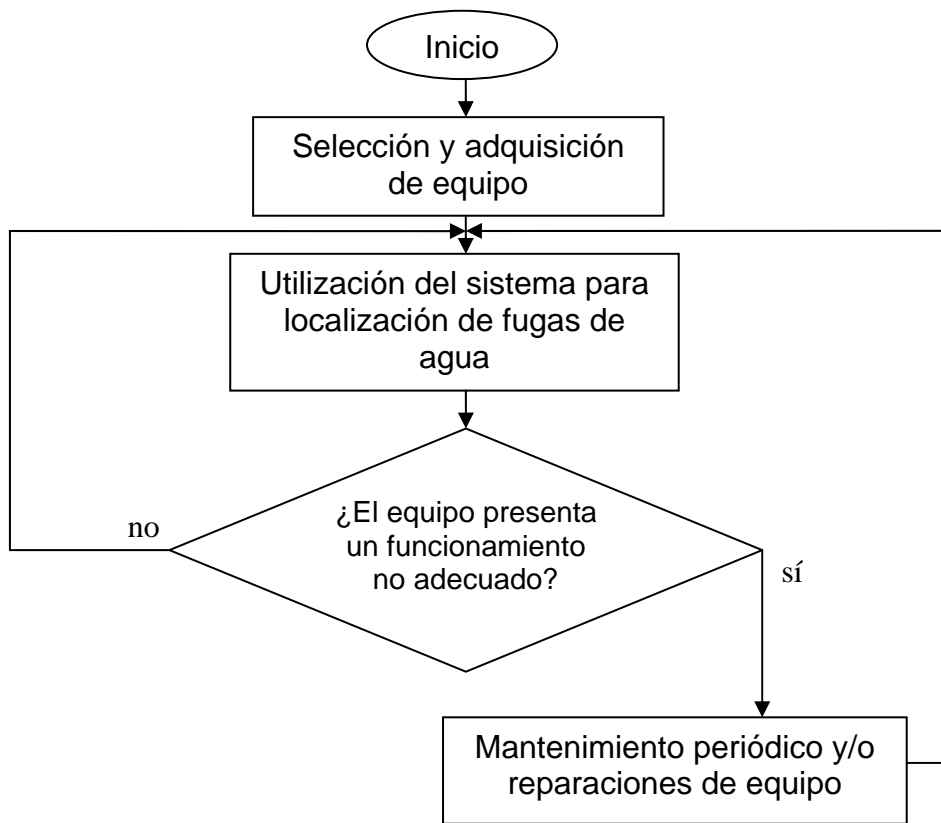 Inicio
Selección y adquisición
de equipo
Utilización del sistema para
localización de fugas de
agua
¿El equipo presenta
un funcionamiento
no adecuado?
no
sí
Mantenimiento periódico y/o
reparaciones de equipo